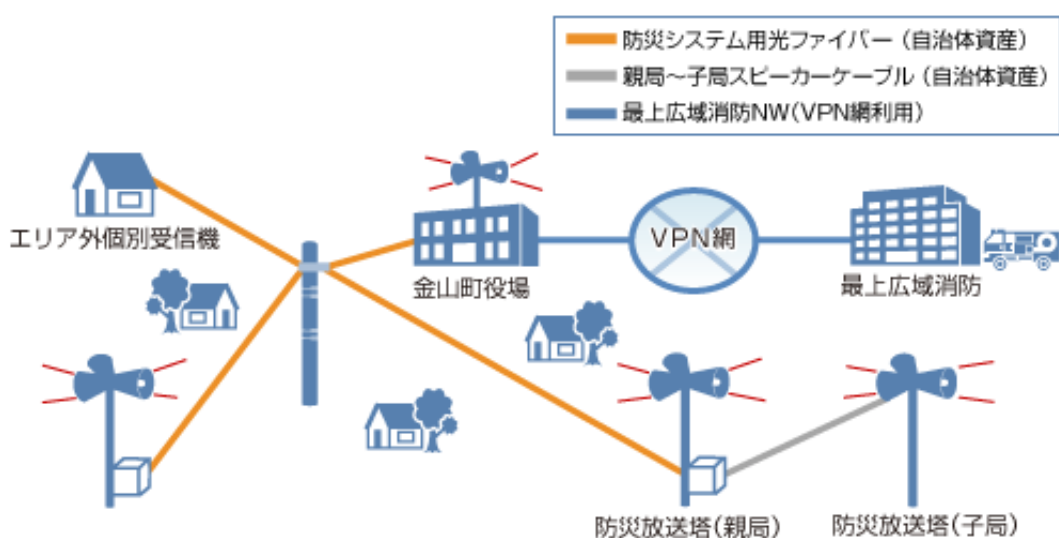 防災システム用光ファイバー（自治体資産）
親局～子局スピーカーケーブル（自治体資産）
最上広域消防NW（VPN網利用）
エリア外個別受信機
金山町役場
VPN網
最上広域消防
防災放送塔（親局）
防災放送塔（子局）